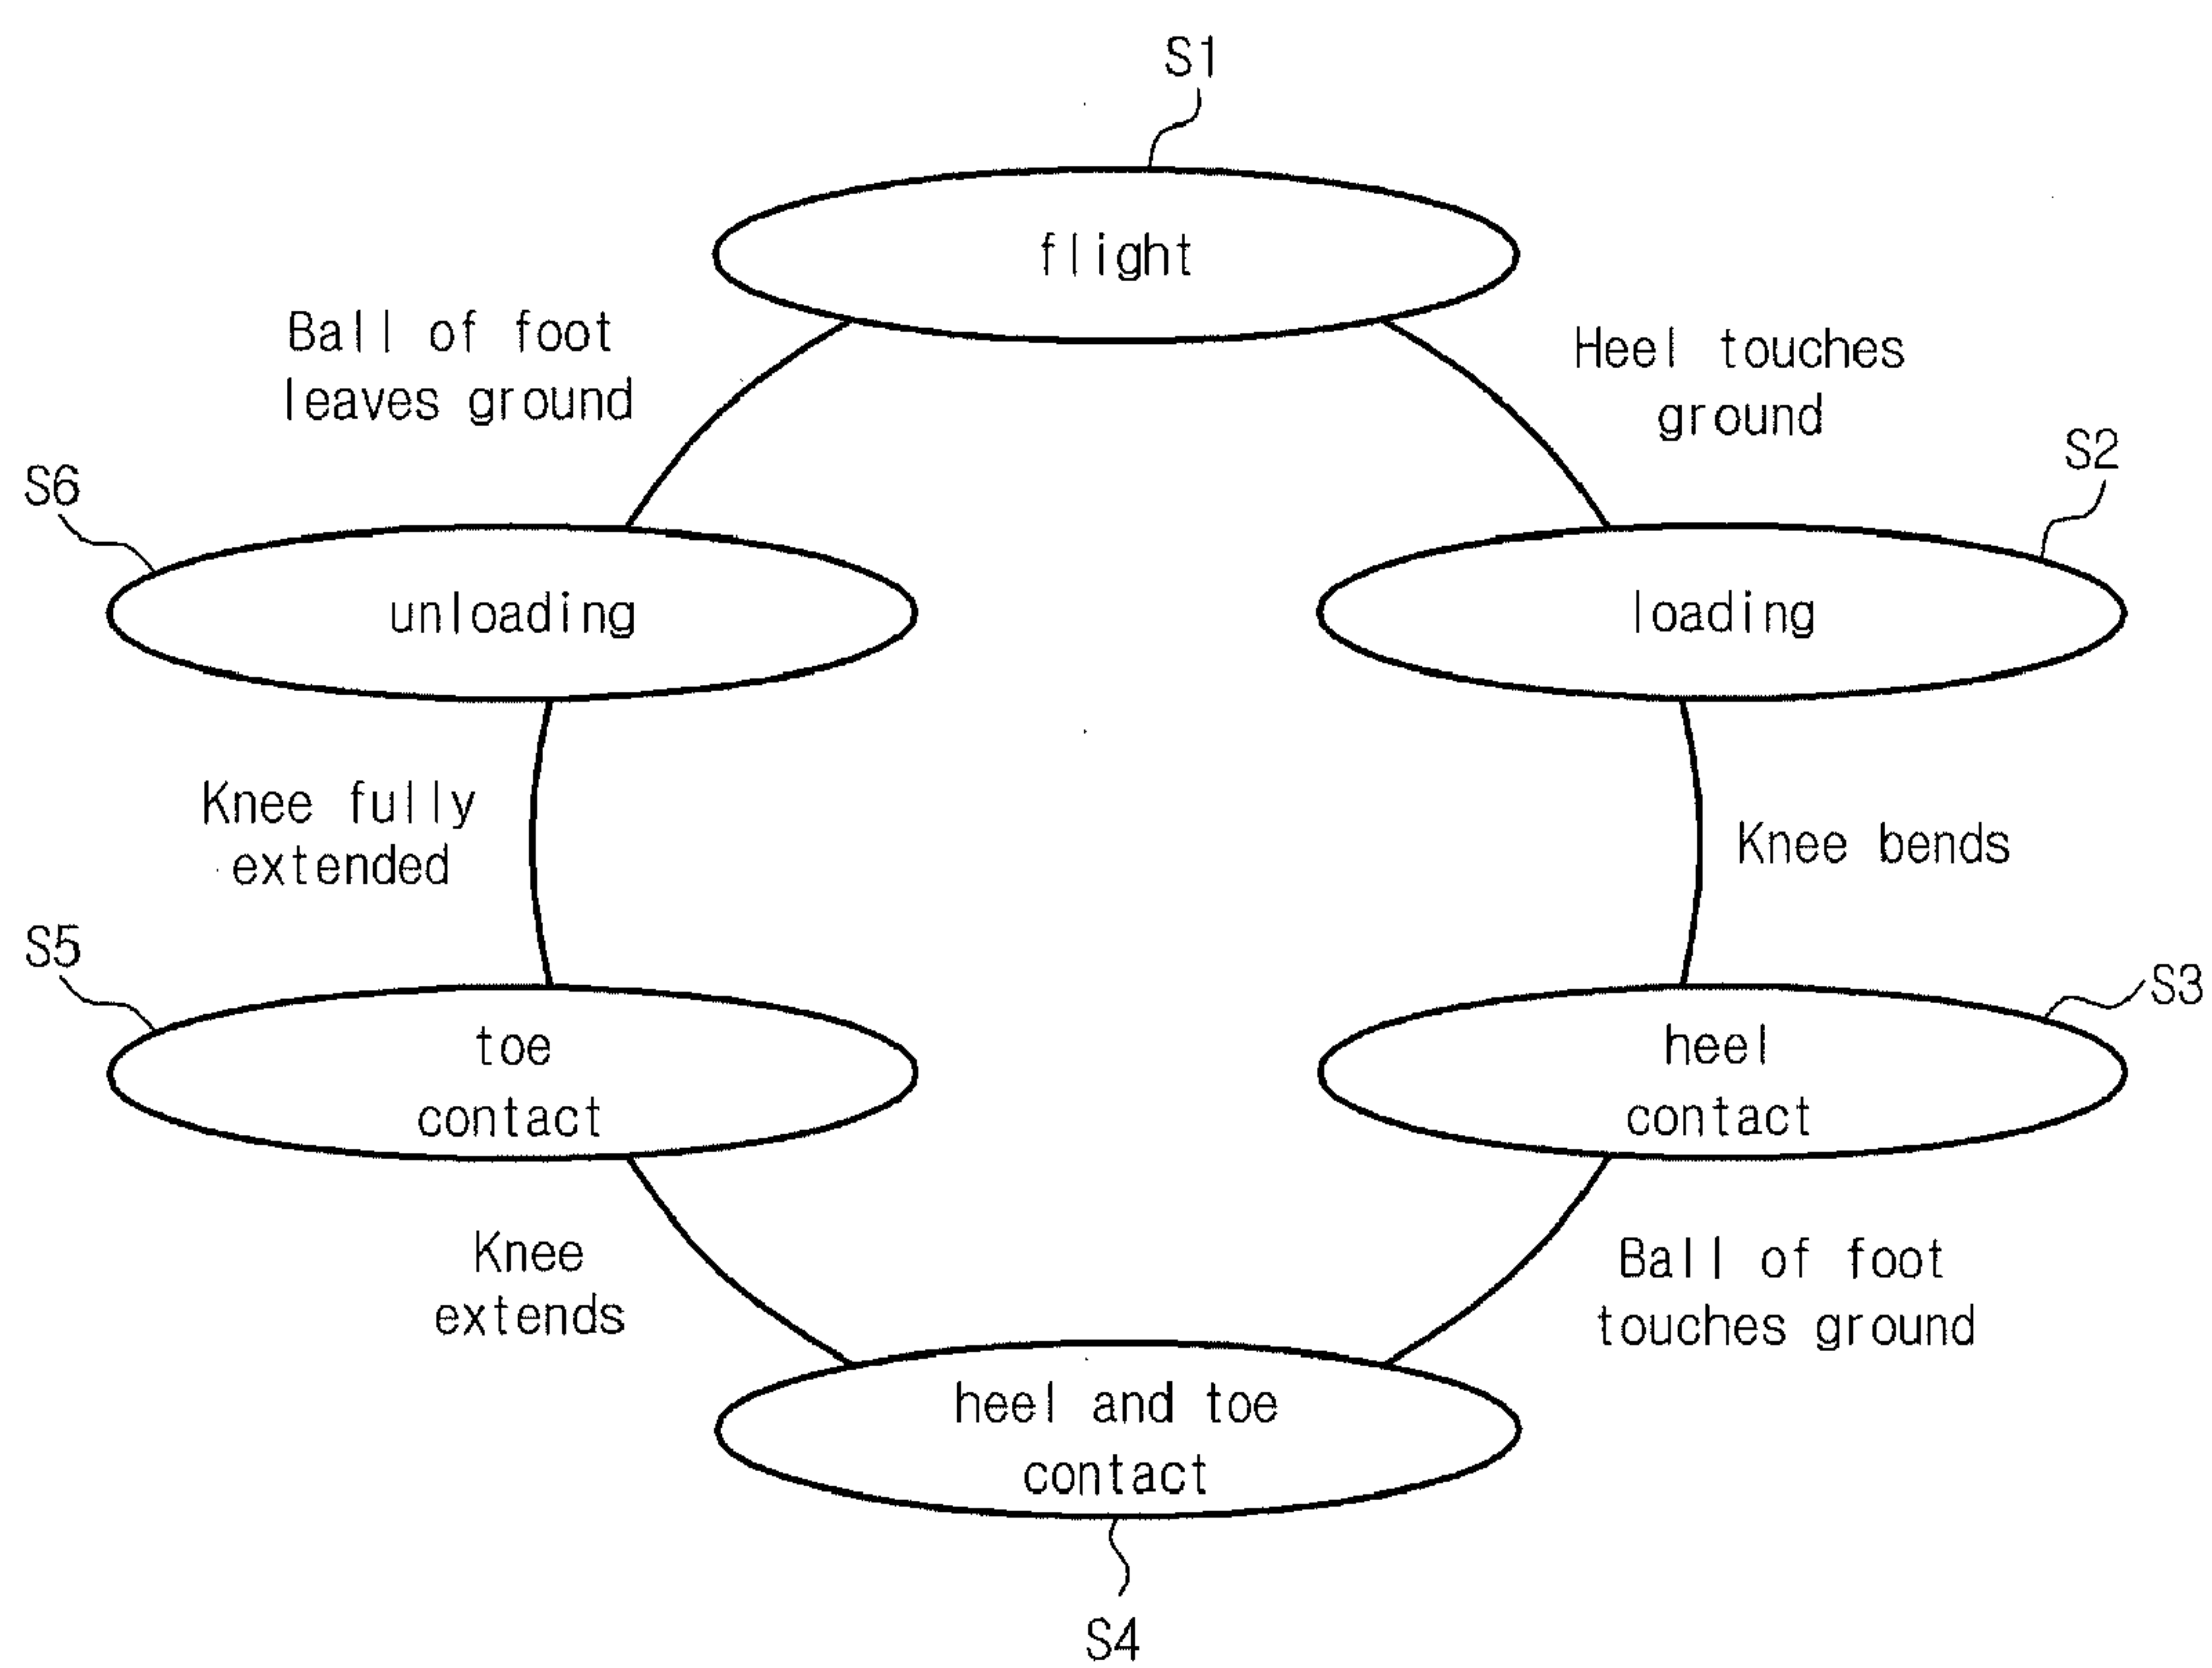 S1
flight
Ball of foot
leaves ground
Heel touches
ground
S6
S2
unloading
loading
Knee fully
extended
Knee bends
S5
S3
toe
contact
heel
contact
Knee
extends
Ball of foot
touches ground
heel and toe
contact
S4